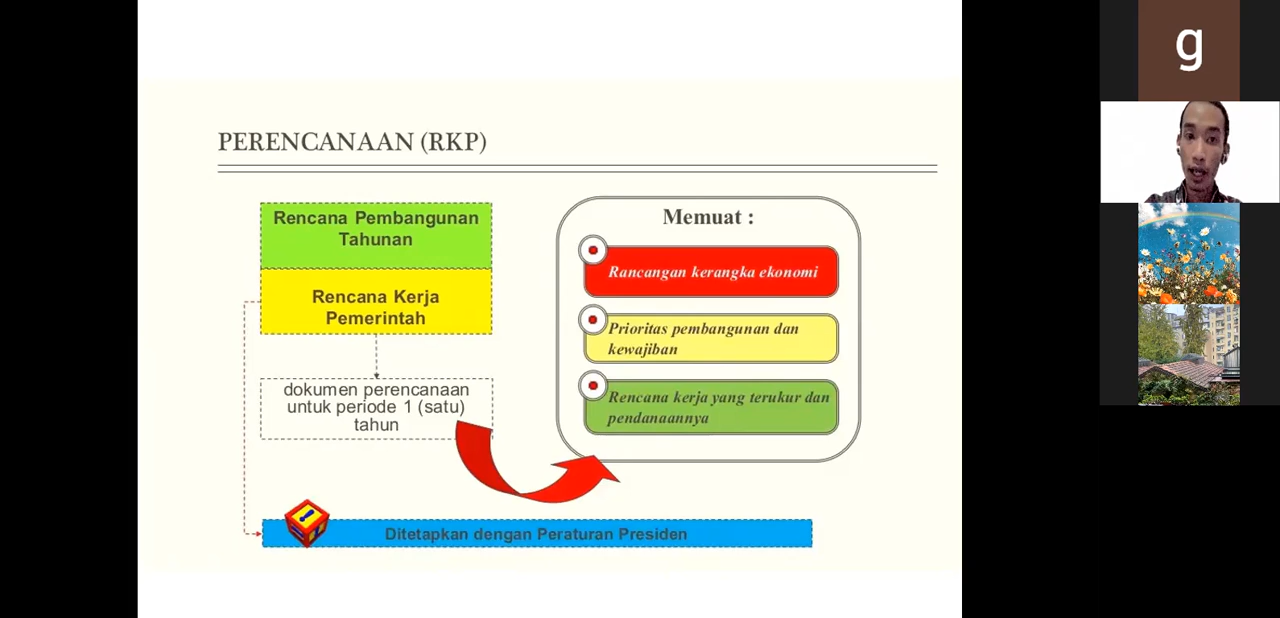 PERENCANAAN (RKP)
Rencana Pembangunan
Tahunan
Rencana Kerja
Pemerintah
dokumen perencanaan
untuk periode 1 (satu)
tahun
Memuat :
Rancangan kerangka ekonomi
Prioritas pembangunan dan
kewajiban
Rencana kerja yang terukur dan
pendanaannya
Ditetapkan dengan Peraturan Presiden
g